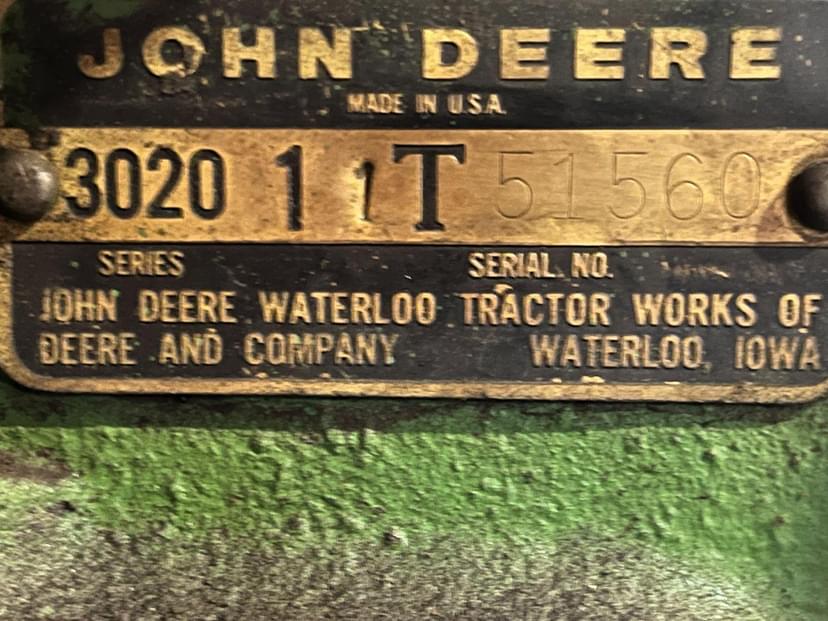 JOHN DEERE
MADE IN U.S.A.
3020 1 1 T 51560
SERIES SERIAL NO.
JOHN DEERE WATERLOO TRACTOR WORKS OF
DEERE AND COMPANY WATERLOO, IOWA